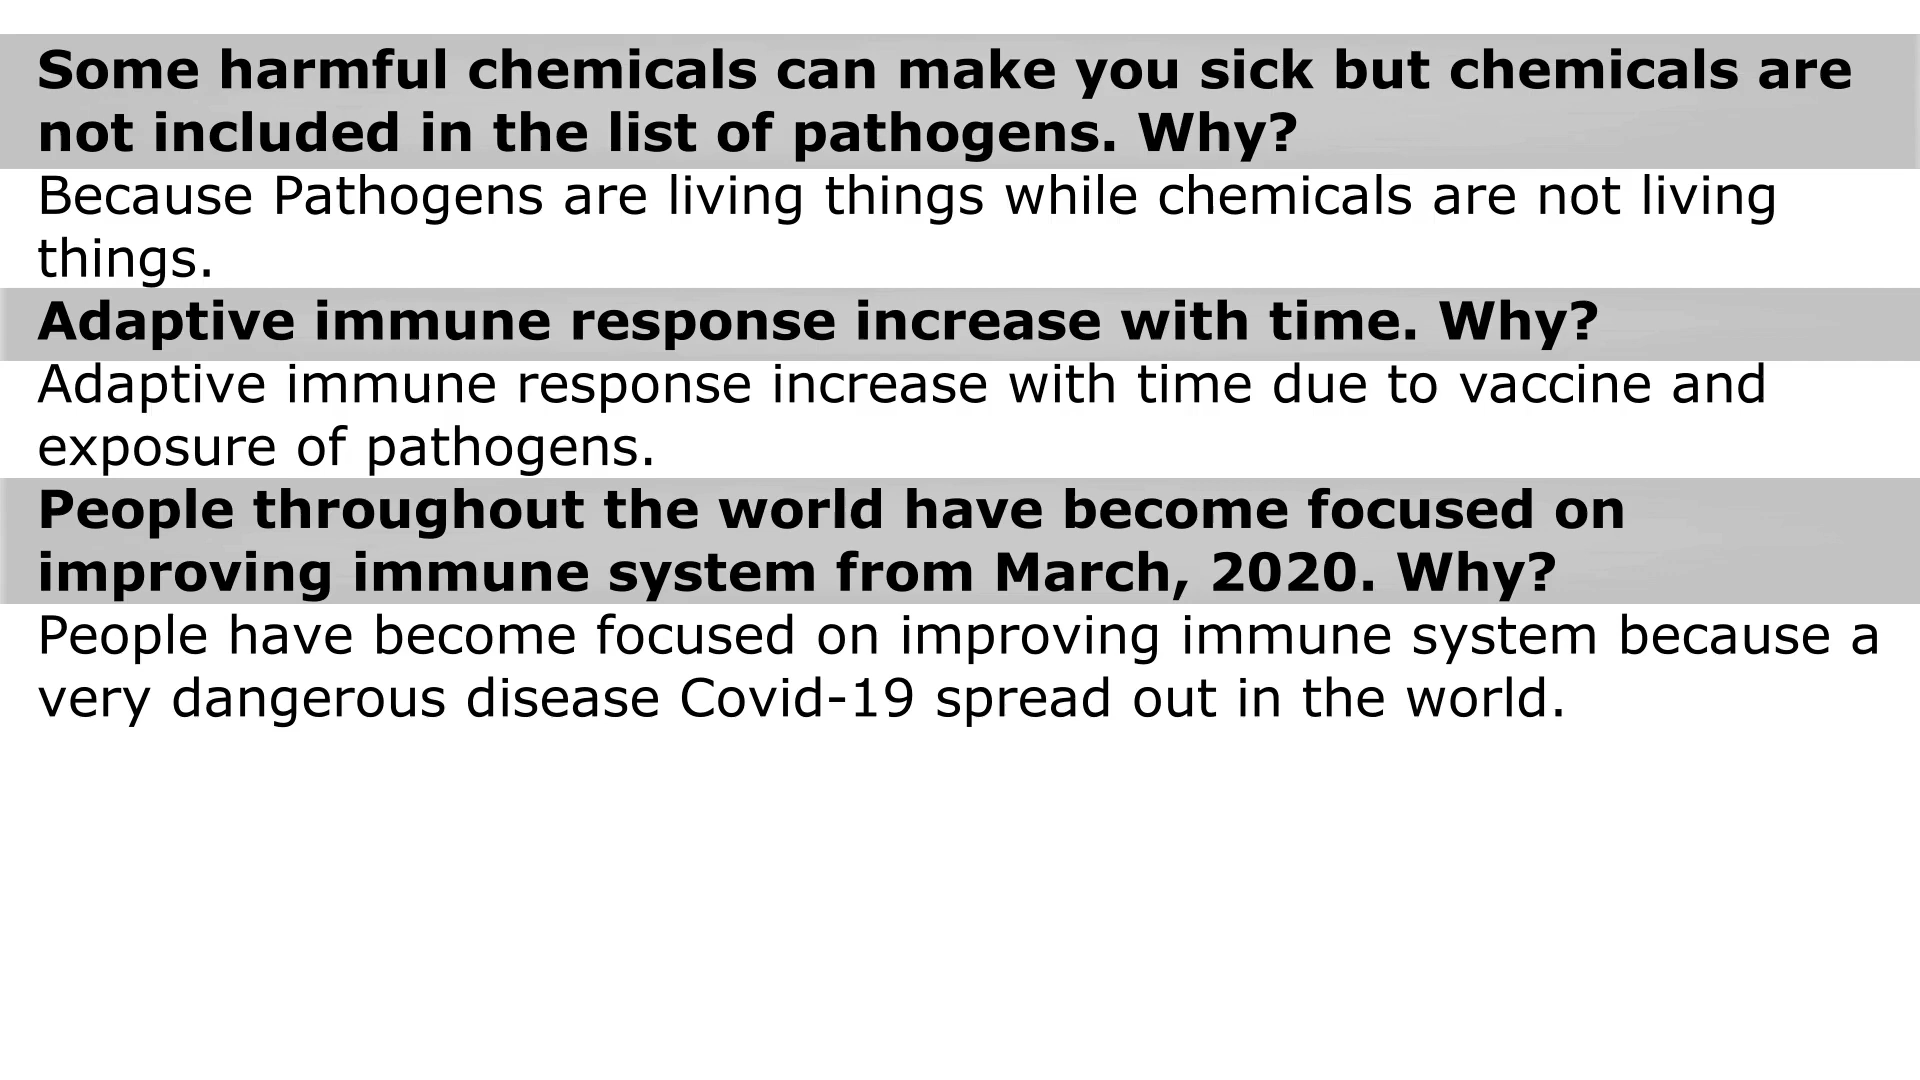 Some harmful chemicals can make you sick but chemicals are
not included in the list of pathogens. Why?
Because Pathogens are living things while chemicals are not living
things.
Adaptive immune response increase with time. Why?
Adaptive immune response increase with time due to vaccine and
exposure of pathogens.
People throughout the world have become focused on
improving immune system from March, 2020. Why?
People have become focused on improving immune system because a
very dangerous disease Covid-19 spread out in the world.